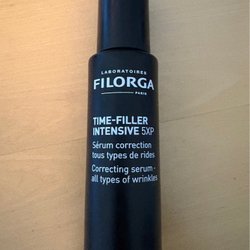 LABORATOIRES
FILORGA
PARIS
TIME-FILLER
INTENSIVE 5XP
Sérum correction
tous types de rides
Correcting serum -
all types of wrinkles